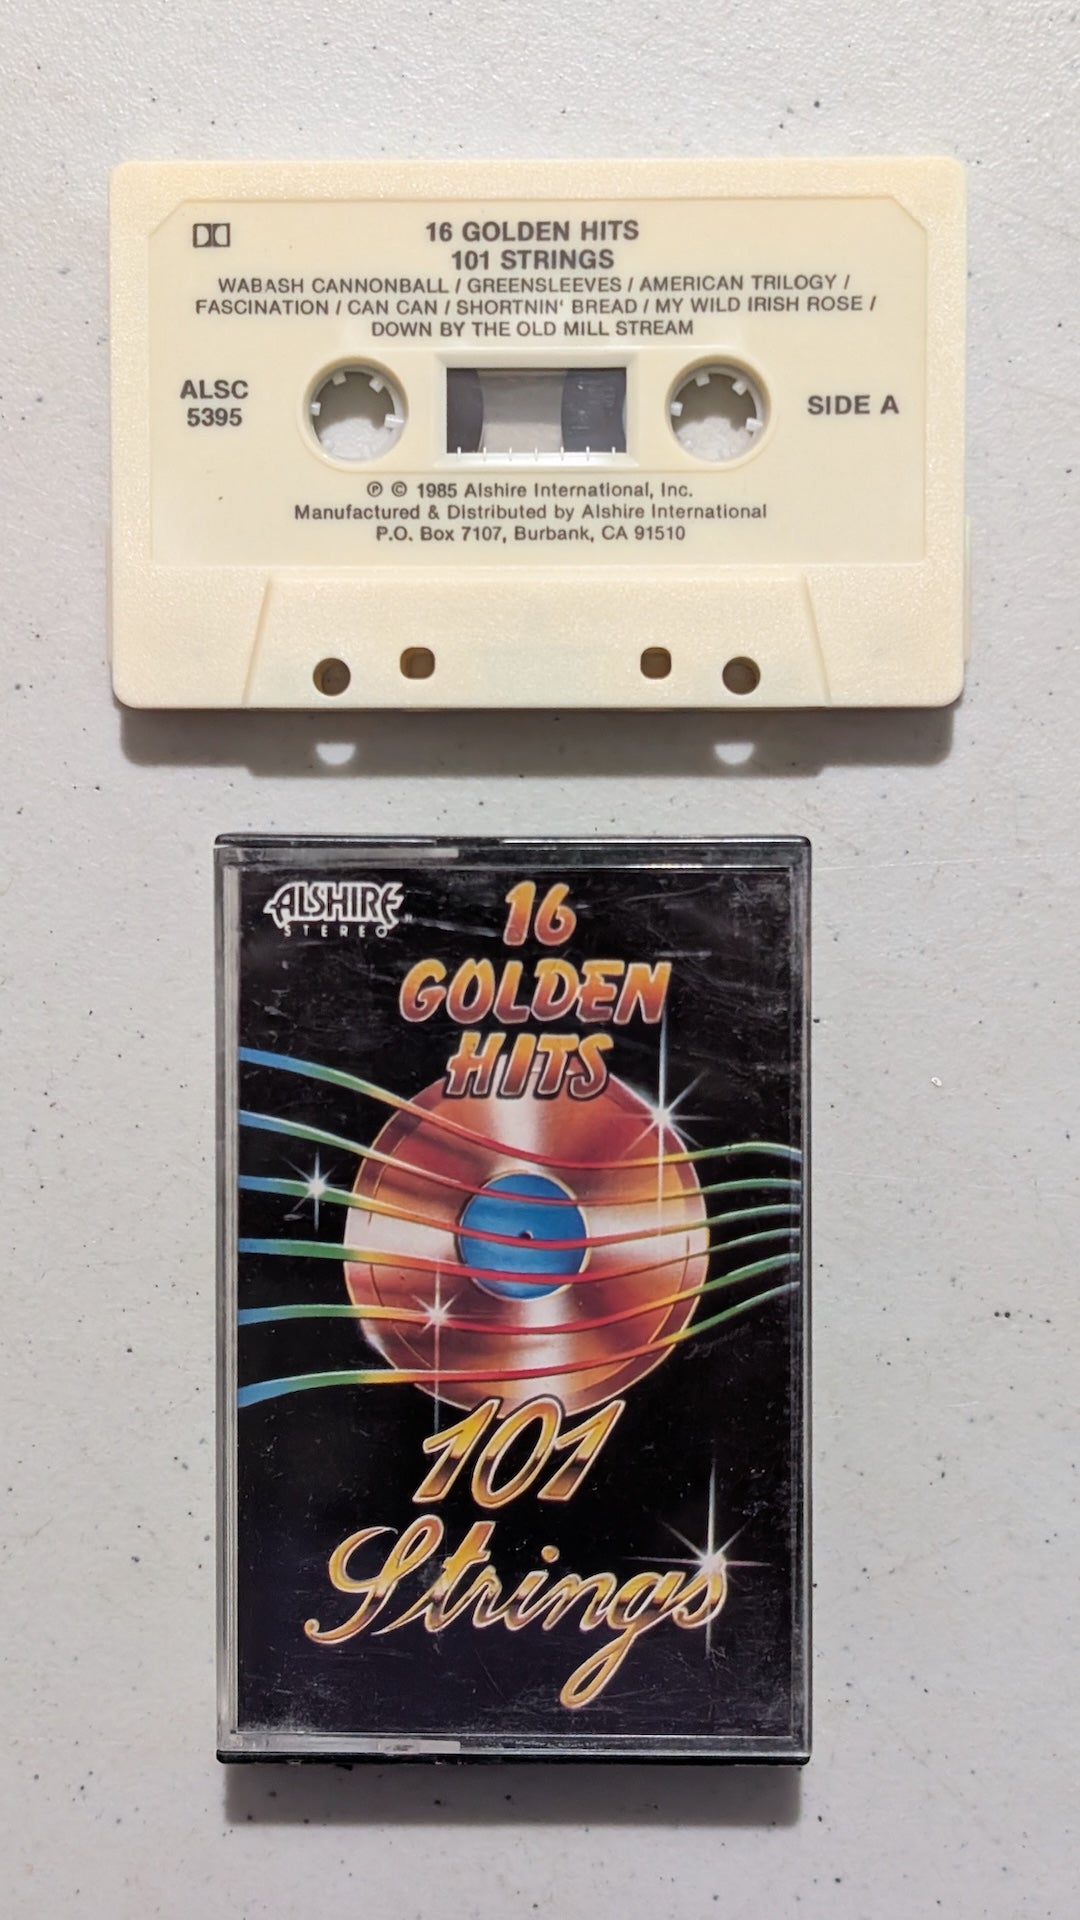 16 GOLDEN HITS
101 STRINGS
WABASH CANNONBALL / GREENSLEEVES / AMERICAN TRILOGY /
FASCINATION / CAN CAN / SHORTNIN' BREAD / MY WILD IRISH ROSE /
DOWN BY THE OLD MILL STREAM
ALSC
5395
SIDE A
℗ © 1985 Alshire International, Inc.
Manufactured & Distributed by Alshire International
P.O. Box 7107, Burbank, CA 91510
ALSHIRE
STEREO
16
GOLDEN
HITS
101
Strings